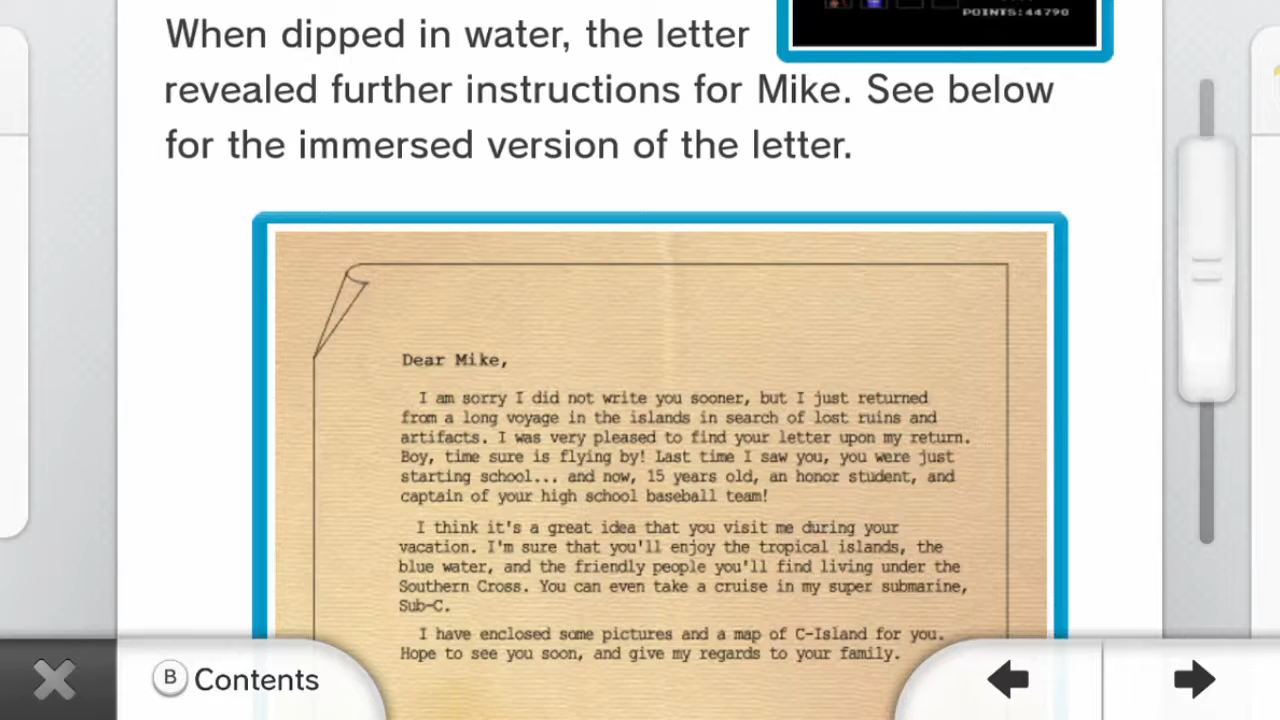 POINTS:44790
When dipped in water, the letter
revealed further instructions for Mike. See below
for the immersed version of the letter.
Dear Mike,
I am sorry I did not write you sooner, but I just returned
from a long voyage in the islands in search of lost ruins and
artifacts. I was very pleased to find your letter upon my return.
Boy, time sure is flying by! Last time I saw you, you were just
starting school... and now, 15 years old, an honor student, and
captain of your high school baseball team!
I think it's a great idea that you visit me during your
vacation. I'm sure that you'll enjoy the tropical islands, the
blue water, and the friendly people you'll find living under the
Southern Cross. You can even take a cruise in my super submarine,
Sub-C.
I have enclosed some pictures and a map of C-Island for you.
Hope to see you soon, and give my regards to your family.
B Contents